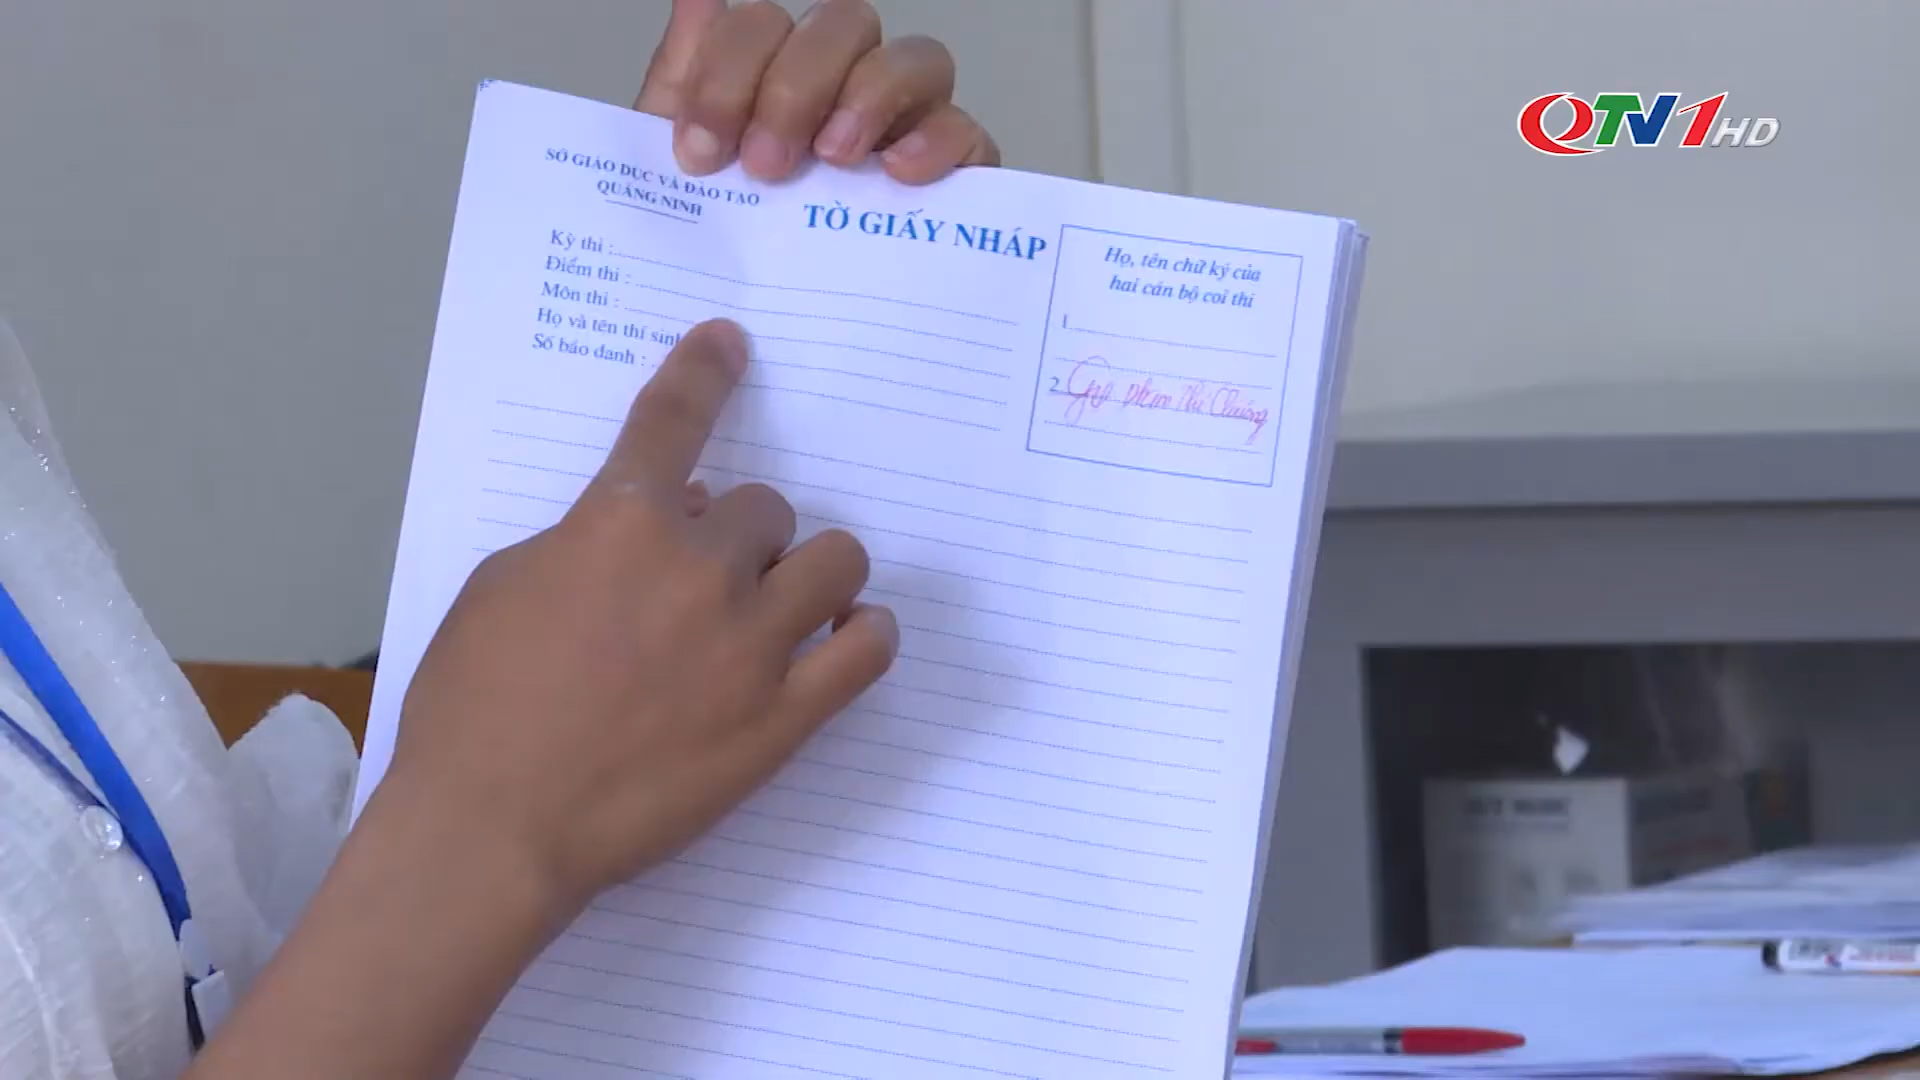 QTV1HD
SỞ GIÁO DỤC VÀ ĐÀO TẠO
QUẢNG NINH
TỜ GIẤY NHÁP
Kỳ thi :
Điểm thi :
Môn thi :
Họ và tên thí sinh
Số báo danh :
Họ, tên chữ ký của
hai cán bộ coi thi
1
2